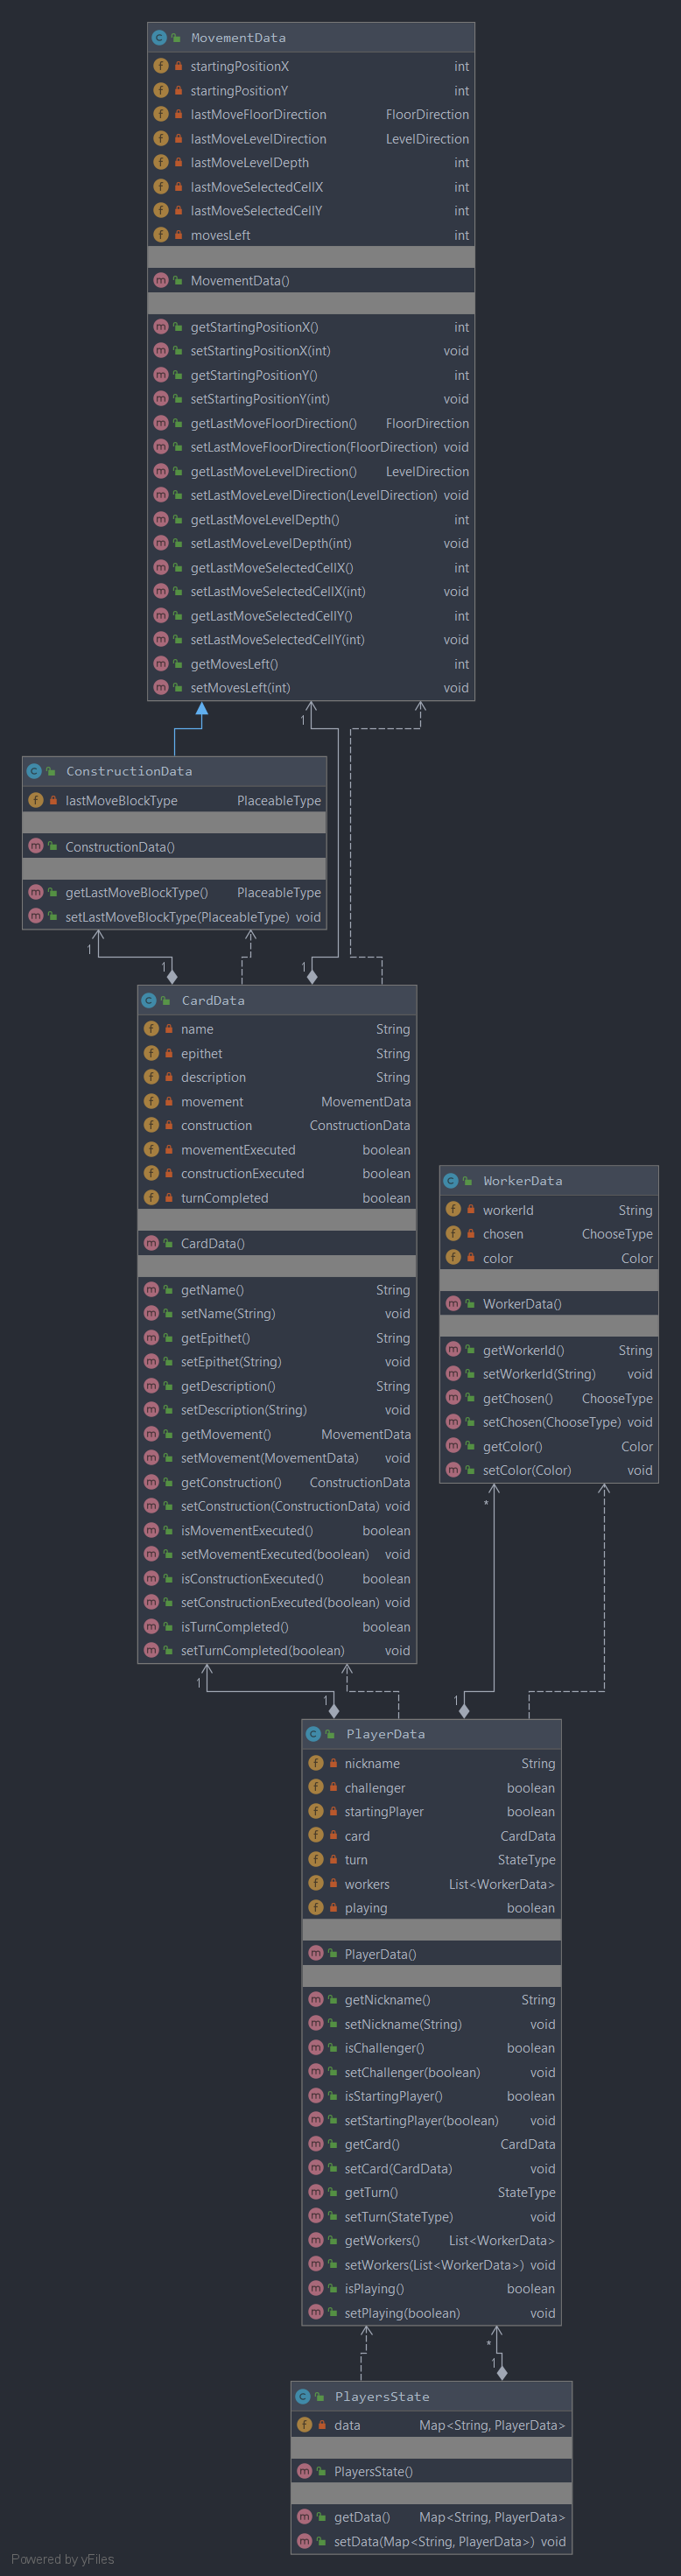 MovementData
startingPositionX int
startingPositionY int
lastMoveFloorDirection FloorDirection
lastMoveLevelDirection LevelDirection
lastMoveLevelDepth int
lastMoveSelectedCellX int
lastMoveSelectedCellY int
movesLeft int
MovementData()
getStartingPositionX() int
setStartingPositionX(int) void
getStartingPositionY() int
setStartingPositionY(int) void
getLastMoveFloorDirection() FloorDirection
setLastMoveFloorDirection(FloorDirection) void
getLastMoveLevelDirection() LevelDirection
setLastMoveLevelDirection(LevelDirection) void
getLastMoveLevelDepth() int
setLastMoveLevelDepth(int) void
getLastMoveSelectedCellX() int
setLastMoveSelectedCellX(int) void
getLastMoveSelectedCellY() int
setLastMoveSelectedCellY(int) void
getMovesLeft() int
setMovesLeft(int) void
1
ConstructionData
lastMoveBlockType PlaceableType
ConstructionData()
getLastMoveBlockType() PlaceableType
setLastMoveBlockType(PlaceableType) void
1
1
1
CardData
name String
epithet String
description String
movement MovementData
construction ConstructionData
movementExecuted boolean
constructionExecuted boolean
turnCompleted boolean
CardData()
getName() String
setName(String) void
getEpithet() String
setEpithet(String) void
getDescription() String
setDescription(String) void
getMovement() MovementData
setMovement(MovementData) void
getConstruction() ConstructionData
setConstruction(ConstructionData) void
isMovementExecuted() boolean
setMovementExecuted(boolean) void
isConstructionExecuted() boolean
setConstructionExecuted(boolean) void
isTurnCompleted() boolean
setTurnCompleted(boolean) void
WorkerData
workerId String
chosen ChooseType
color Color
WorkerData()
getWorkerId() String
setWorkerId(String) void
getChosen() ChooseType
setChosen(ChooseType) void
getColor() Color
setColor(Color) void
*
1
1
1
PlayerData
nickname String
challenger boolean
startingPlayer boolean
card CardData
turn StateType
workers List<WorkerData>
playing boolean
PlayerData()
getNickname() String
setNickname(String) void
isChallenger() boolean
setChallenger(boolean) void
isStartingPlayer() boolean
setStartingPlayer(boolean) void
getCard() CardData
setCard(CardData) void
getTurn() StateType
setTurn(StateType) void
getWorkers() List<WorkerData>
setWorkers(List<WorkerData>) void
isPlaying() boolean
setPlaying(boolean) void
*
1
PlayersState
data Map<String, PlayerData>
PlayersState()
getData() Map<String, PlayerData>
setData(Map<String, PlayerData>) void
Powered by yFiles